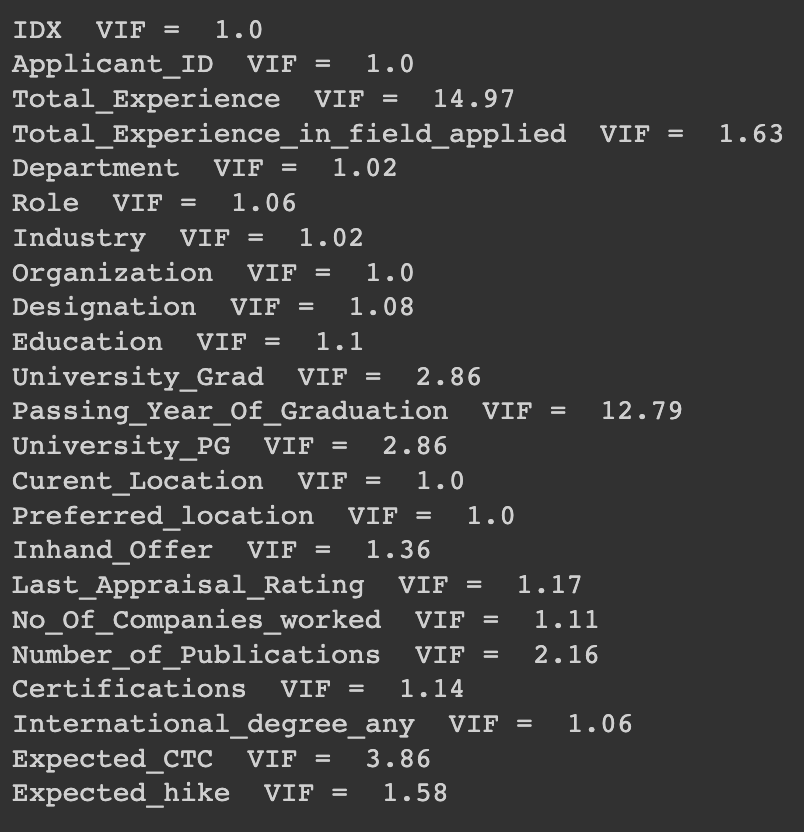 IDX  VIF =  1.0
Applicant_ID  VIF =  1.0
Total_Experience  VIF =  14.97
Total_Experience_in_field_applied  VIF =  1.63
Department  VIF =  1.02
Role  VIF =  1.06
Industry  VIF =  1.02
Organization  VIF =  1.0
Designation  VIF =  1.08
Education  VIF =  1.1
University_Grad  VIF =  2.86
Passing_Year_Of_Graduation  VIF =  12.79
University_PG  VIF =  2.86
Curent_Location  VIF =  1.0
Preferred_location  VIF =  1.0
Inhand_Offer  VIF =  1.36
Last_Appraisal_Rating  VIF =  1.17
No_Of_Companies_worked  VIF =  1.11
Number_of_Publications  VIF =  2.16
Certifications  VIF =  1.14
International_degree_any  VIF =  1.06
Expected_CTC  VIF =  3.86
Expected_hike  VIF =  1.58